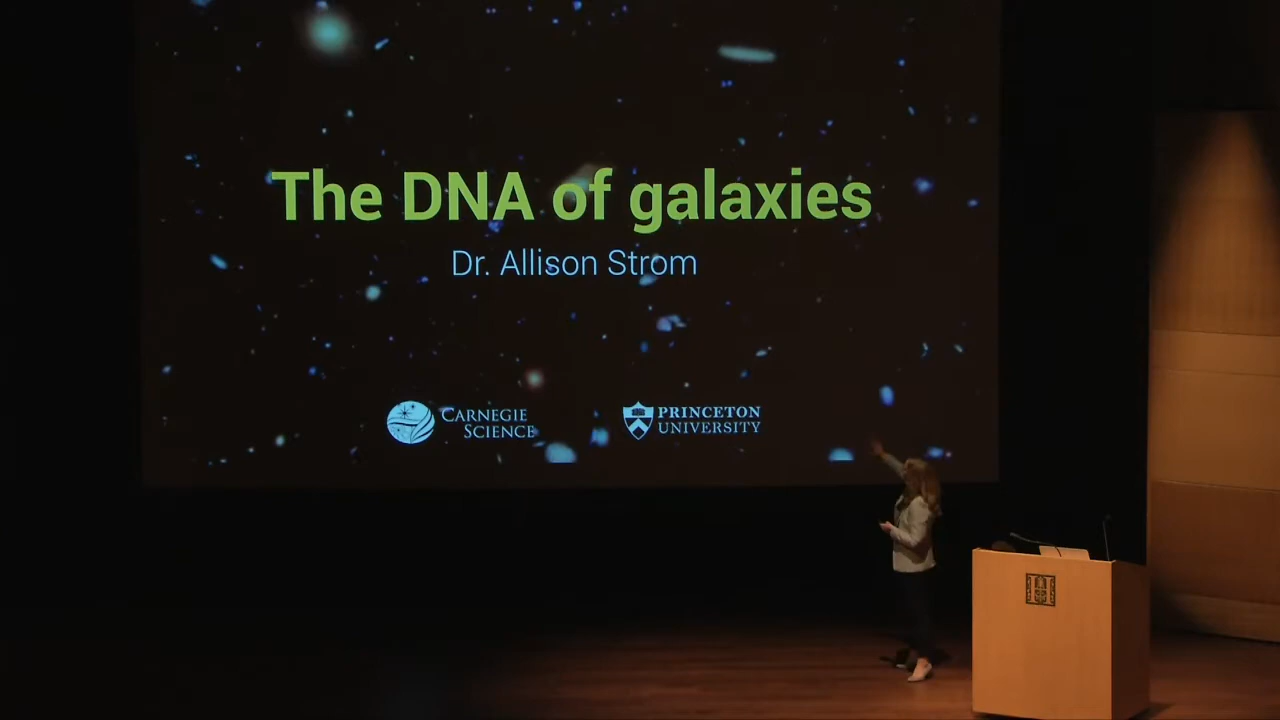 The DNA of galaxies
Dr. Allison Strom
CARNEGIE
SCIENCE
PRINCETON
UNIVERSITY